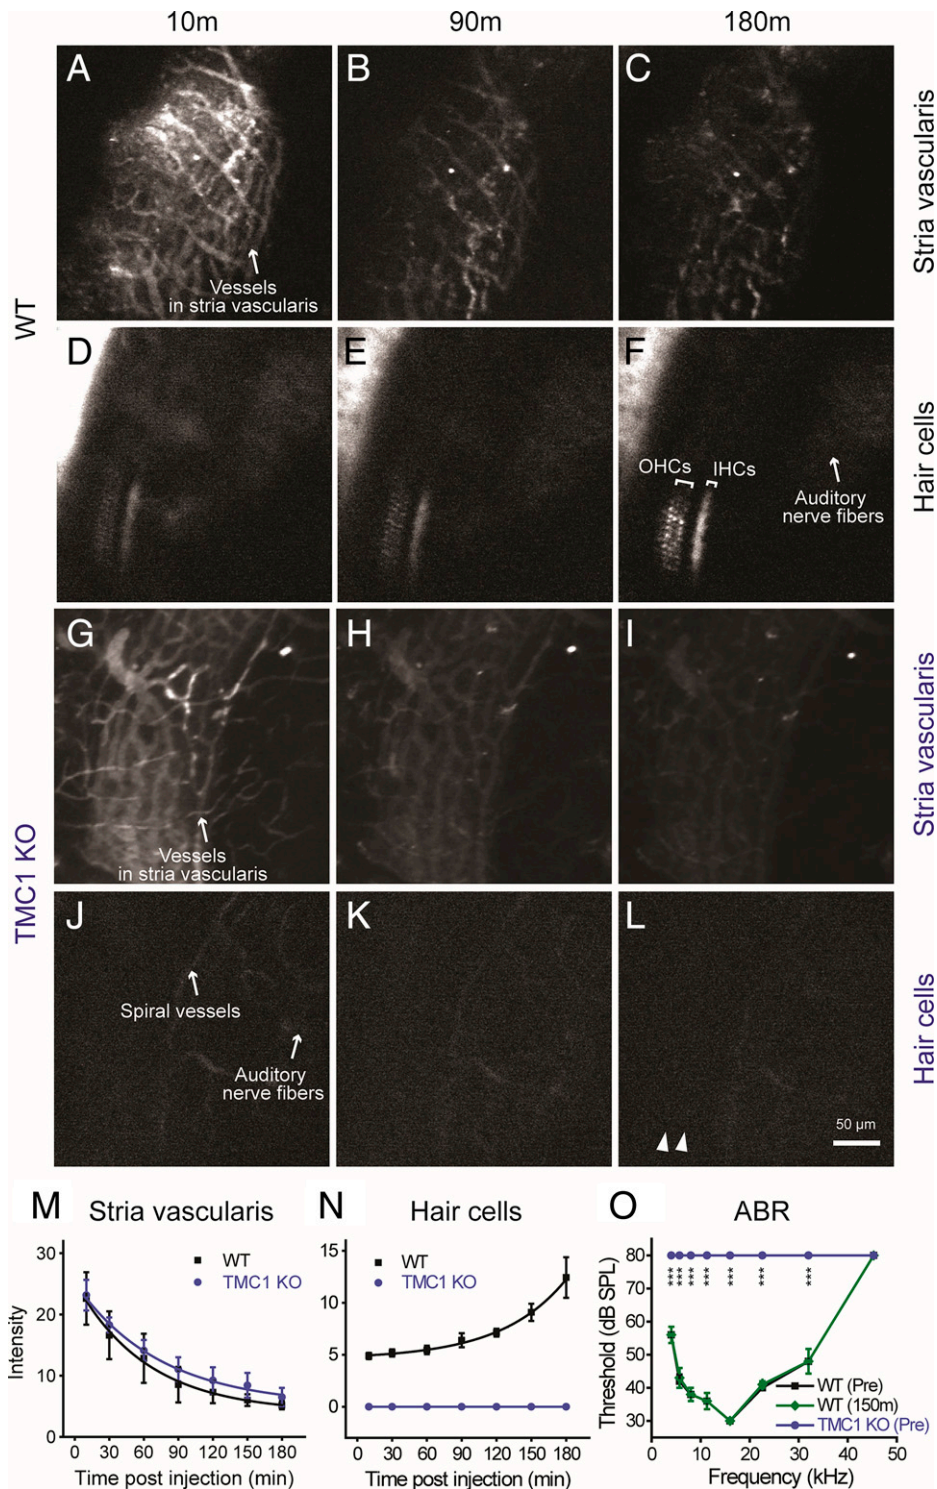 10m 90m 180m
A B C
Vessels
in stria vascularis
Stria vascularis
WT
D E F
OHCs IHCs
Auditory
nerve fibers
Hair cells
G H I
Vessels
in stria vascularis
Stria vascularis
TMC1 KO
J K L
Spiral vessels
Auditory
nerve fibers
50 µm
Hair cells
M Stria vascularis
30
20
10
0
Intensity
WT
TMC1 KO
0 30 60 90 120 150 180
Time post injection (min)
N Hair cells
15
10
5
0
WT
TMC1 KO
0 30 60 90 120 150 180
Time post injection (min)
O ABR
80
70
60
50
40
30
Threshold (dB SPL)
*** *** *** *** *** *** ***
WT (Pre)
WT (150m)
TMC1 KO (Pre)
0 10 20 30 40 50
Frequency (kHz)